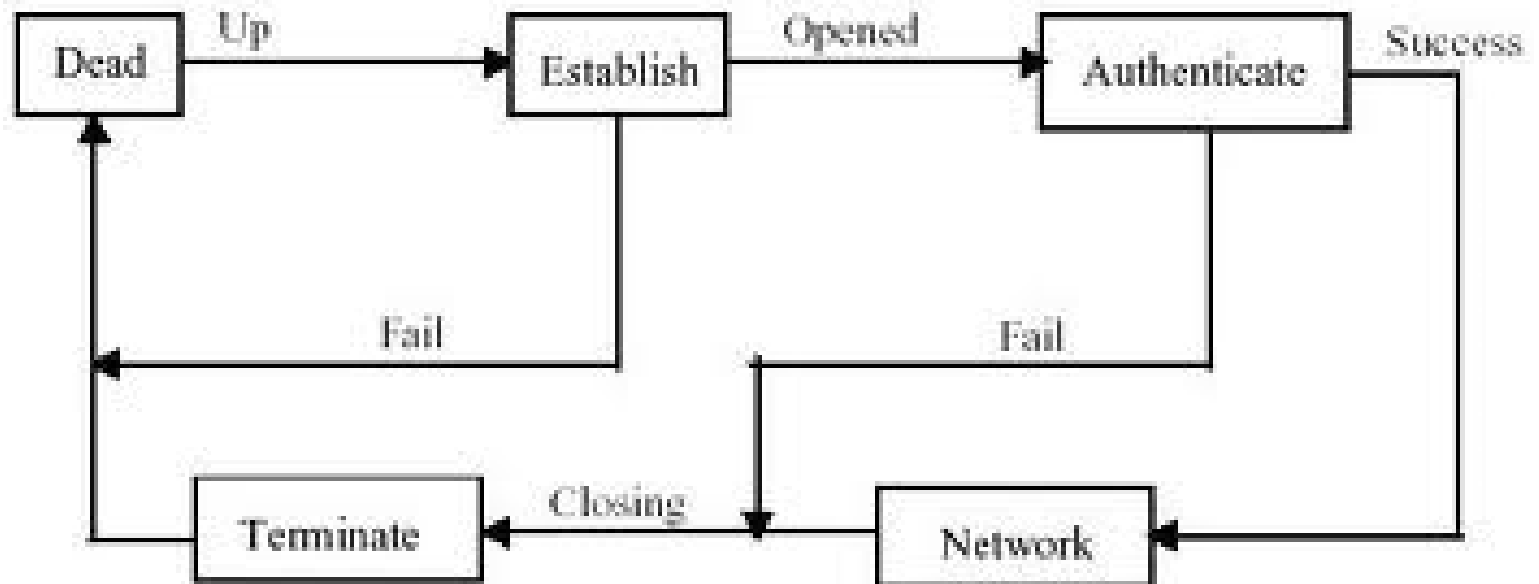 Up
Opened
Success
Dead
Establish
Authenticate
Fail
Fail
Closing
Terminate
Network